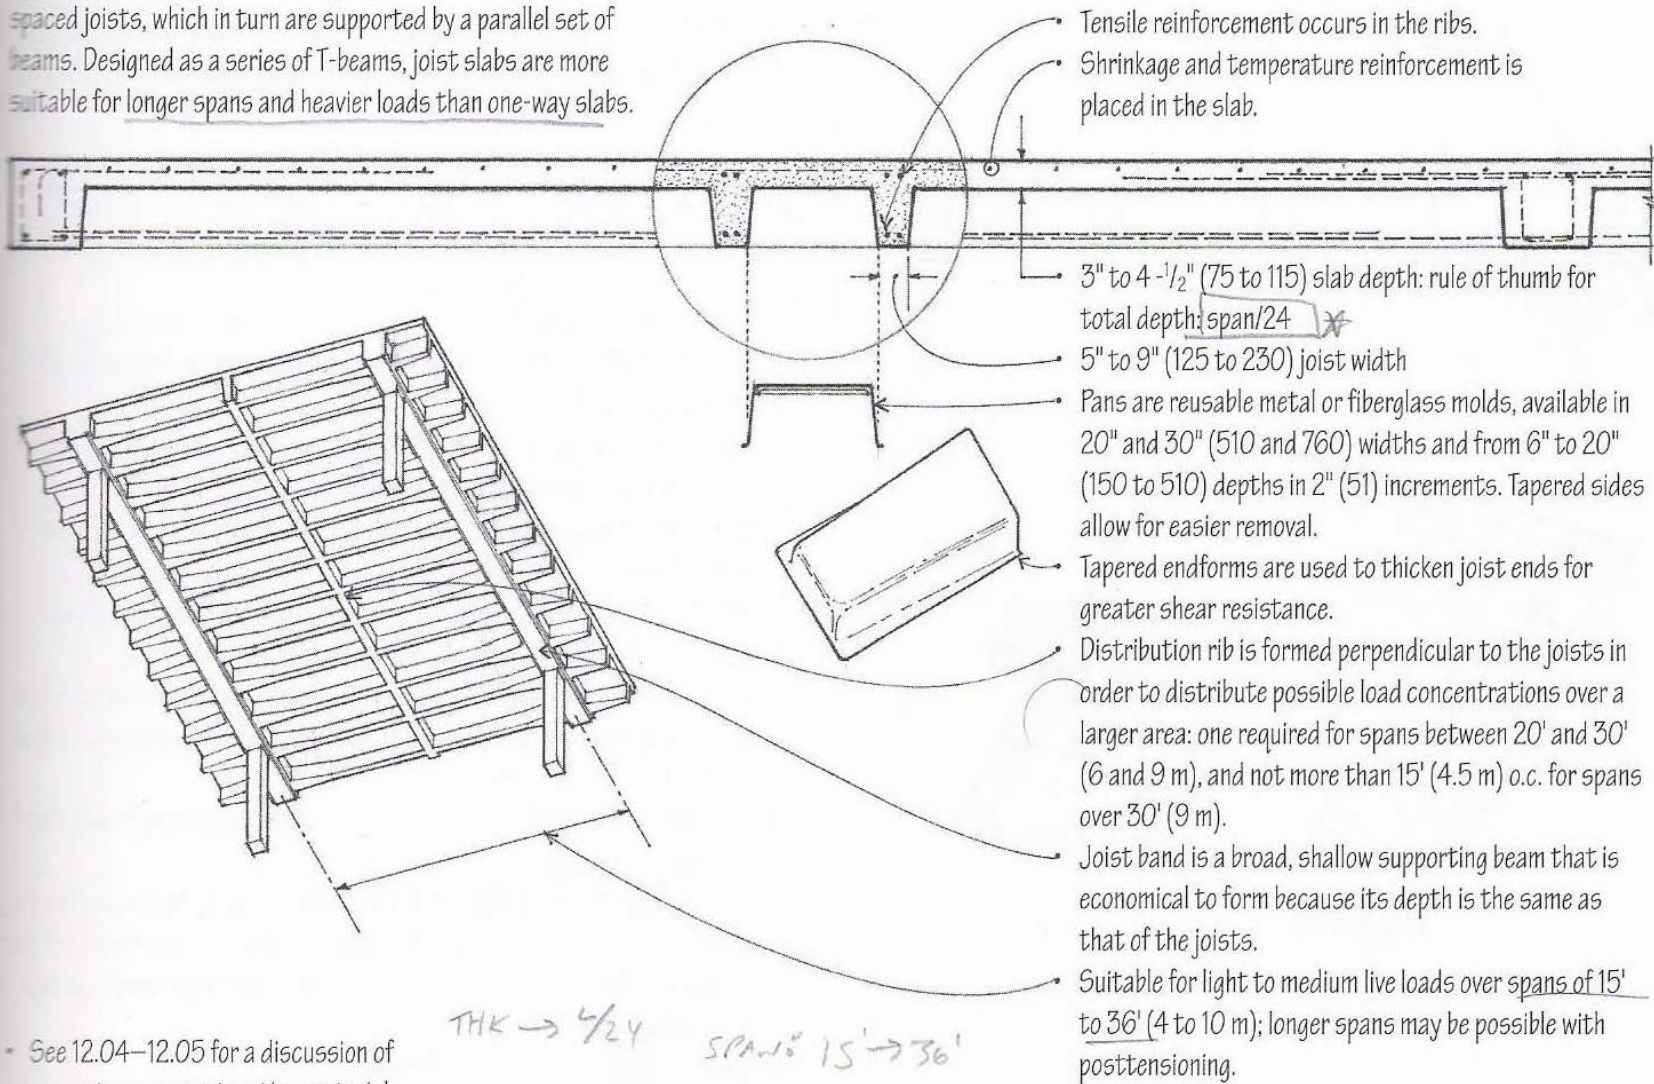 spaced joists, which in turn are supported by a parallel set of
beams. Designed as a series of T-beams, joist slabs are more
suitable for longer spans and heavier loads than one-way slabs.
• Tensile reinforcement occurs in the ribs.
• Shrinkage and temperature reinforcement is
placed in the slab.
• 3" to 4 -1/2" (75 to 115) slab depth: rule of thumb for
total depth: span/24
• 5" to 9" (125 to 230) joist width
• Pans are reusable metal or fiberglass molds, available in
20" and 30" (510 and 760) widths and from 6" to 20"
(150 to 510) depths in 2" (51) increments. Tapered sides
allow for easier removal.
• Tapered endforms are used to thicken joist ends for
greater shear resistance.
• Distribution rib is formed perpendicular to the joists in
order to distribute possible load concentrations over a
larger area: one required for spans between 20' and 30'
(6 and 9 m), and not more than 15' (4.5 m) o.c. for spans
over 30' (9 m).
• Joist band is a broad, shallow supporting beam that is
economical to form because its depth is the same as
that of the joists.
• Suitable for light to medium live loads over spans of 15'
to 36' (4 to 10 m); longer spans may be possible with
posttensioning.
THK → L/24
SPANS 15' → 36'
• See 12.04–12.05 for a discussion of